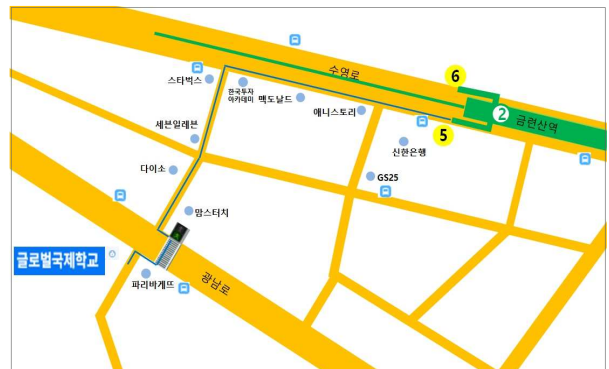 수영로
6
스타벅스
한국투자
아카데미
맥도날드
애니스토리
2
금련산역
5
세븐일레븐
신한은행
다이소
GS25
맘스터치
글로벌국제학교
파리바게뜨
광남로